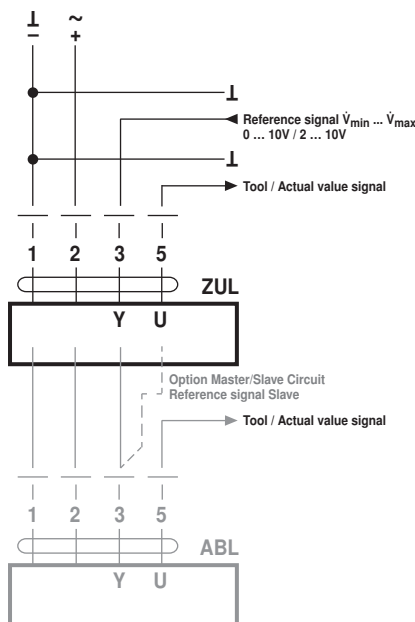 ⊥ ~
– +
⊥
Reference signal V̇min ... V̇max
0 ... 10V / 2 ... 10V
⊥
Tool / Actual value signal
1 2 3 5
ZUL
Y U
Option Master/Slave Circuit
Reference signal Slave
Tool / Actual value signal
1 2 3 5
ABL
Y U